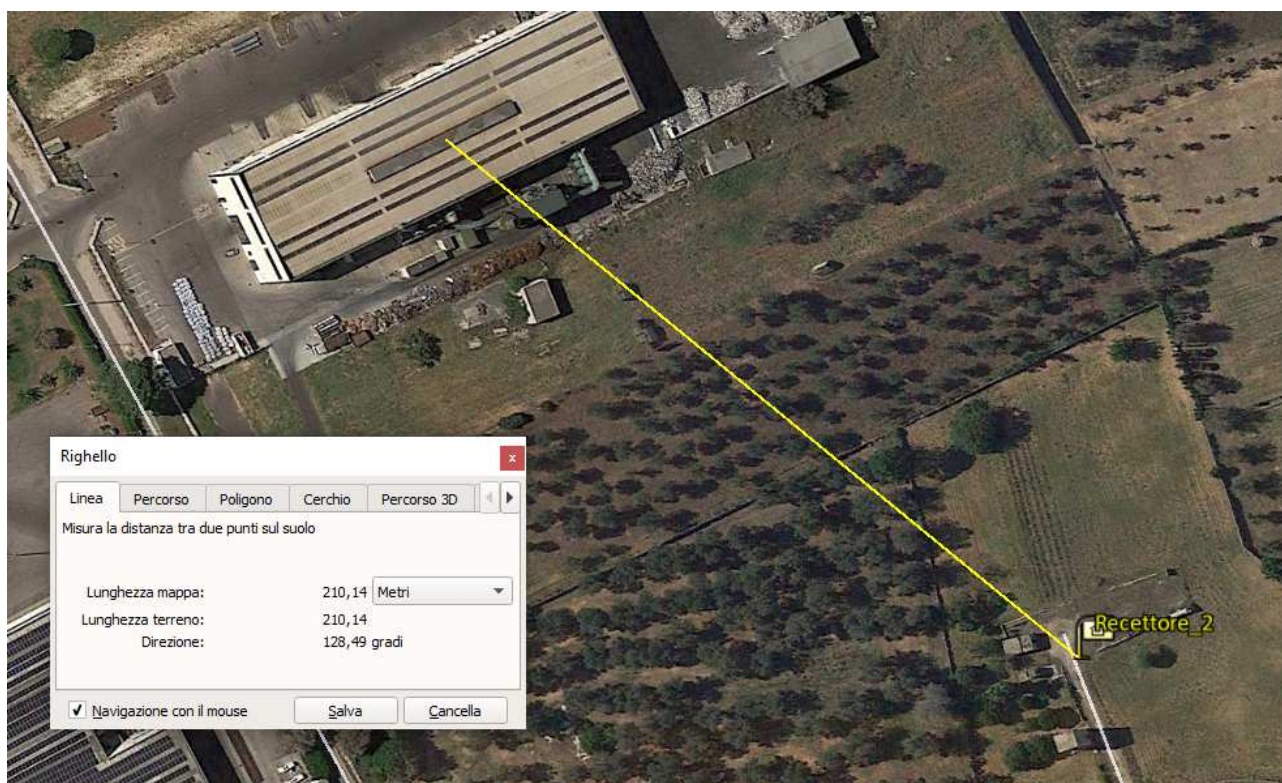 Righello
Linea Percorso Poligono Cerchio Percorso 3D
Misura la distanza tra due punti sul suolo
Lunghezza mappa: 210,14 Metri
Lunghezza terreno: 210,14
Direzione: 128,49 gradi
Navigazione con il mouse Salva Cancella
Recettore_2